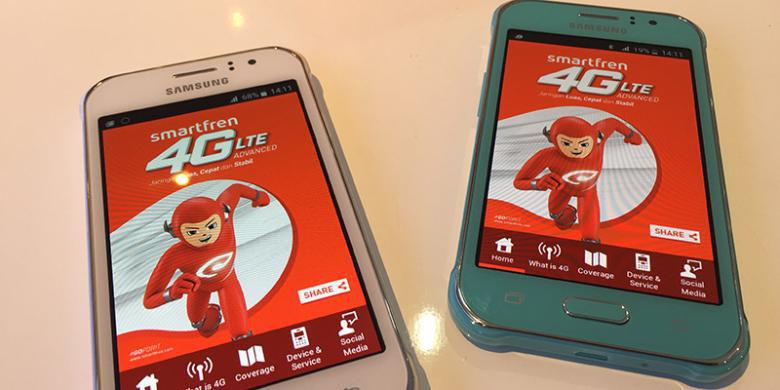 SAMSUNG
68% 14:11
smartfren
4G LTE
ADVANCED
Jaringan Luas, Cepat dan Stabil
#GOFORIT
SHARE
What is 4G
Coverage
Device &
Service
Social
Media
SAMSUNG
19% 14:11
smartfren
4G LTE
ADVANCED
Jaringan Luas, Cepat dan Stabil
#GOFORIT
SHARE
Home
What is 4G
Coverage
Device &
Service
Social
Media